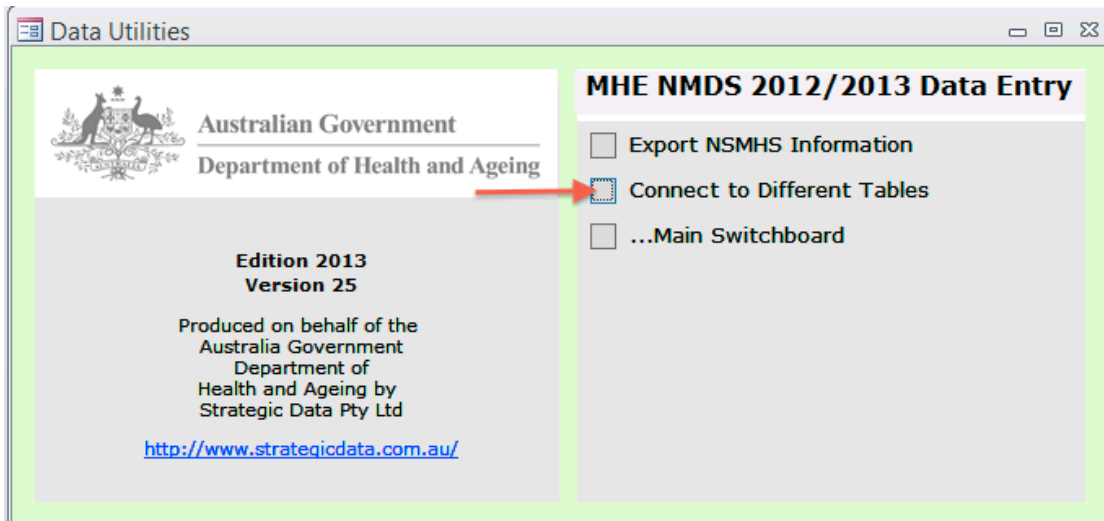 Data Utilities
Australian Government
Department of Health and Ageing
Edition 2013
Version 25
Produced on behalf of the
Australia Government
Department of
Health and Ageing by
Strategic Data Pty Ltd
http://www.strategicdata.com.au/
MHE NMDS 2012/2013 Data Entry
Export NSMHS Information
Connect to Different Tables
...Main Switchboard